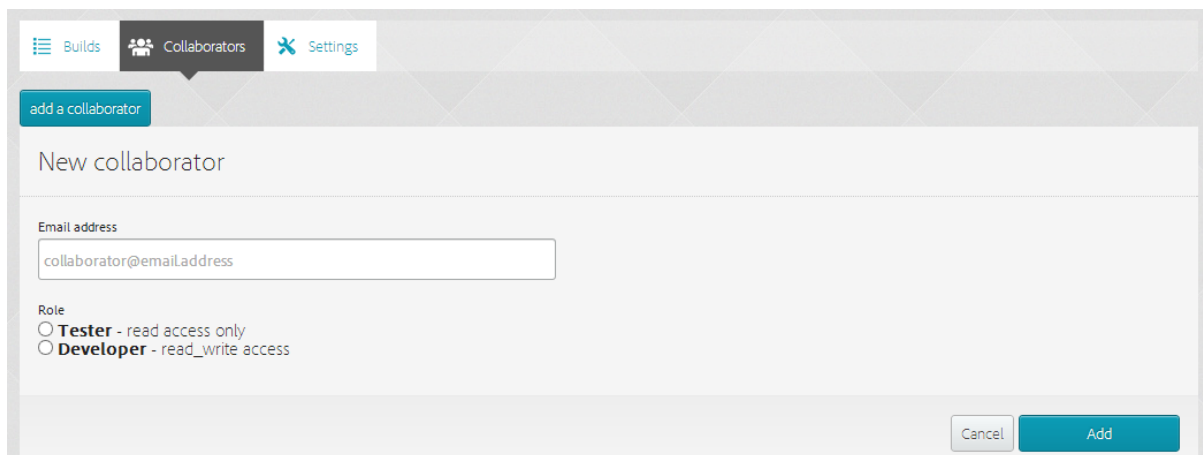 Builds Collaborators Settings
add a collaborator
New collaborator
Email address
collaborator@email.address
Role
Tester - read access only
Developer - read_write access
Cancel Add